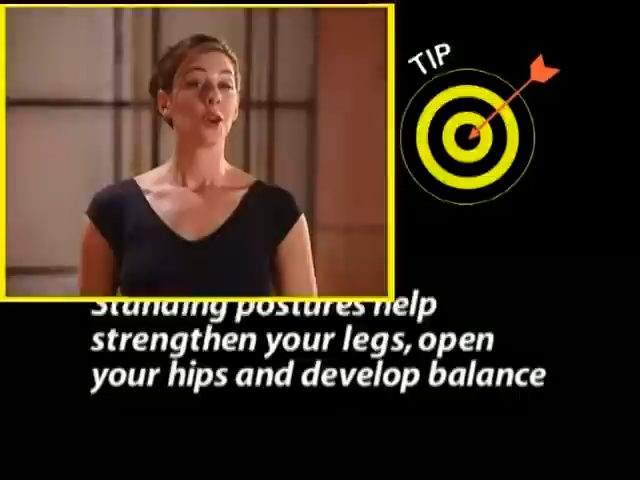 TIP
Standing postures help
strengthen your legs, open
your hips and develop balance